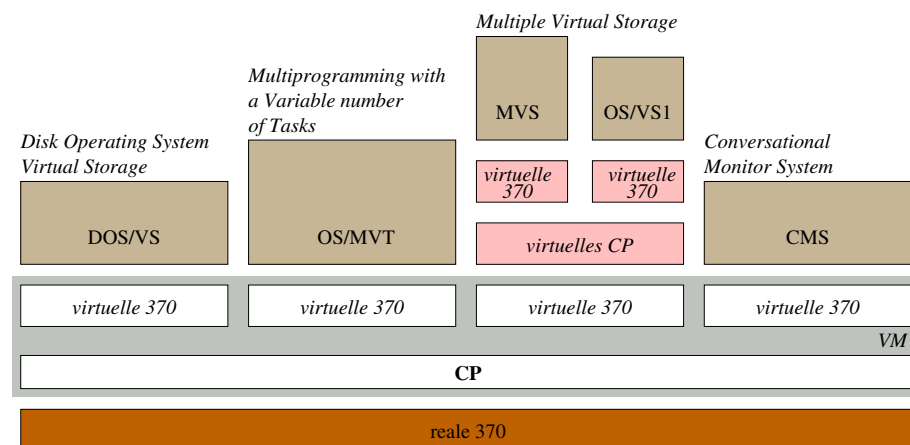 Multiple Virtual Storage
Multiprogramming with
a Variable number
of Tasks
MVS
OS/VS1
Disk Operating System
Virtual Storage
Conversational
Monitor System
virtuelle
370
virtuelle
370
DOS/VS
OS/MVT
virtuelles CP
CMS
virtuelle 370
virtuelle 370
virtuelle 370
virtuelle 370
VM
CP
reale 370